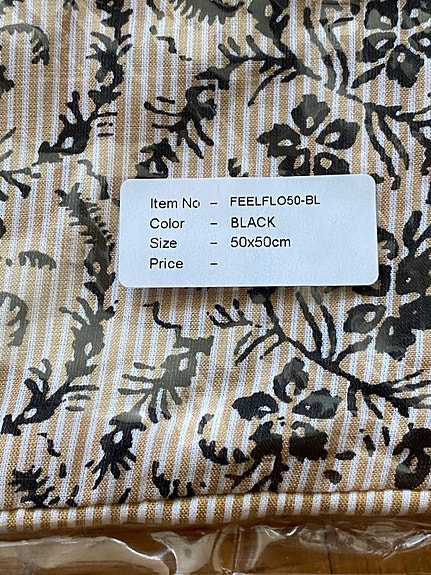 Item No - FEELFLO50-BL
Color - BLACK
Size - 50x50cm
Price -